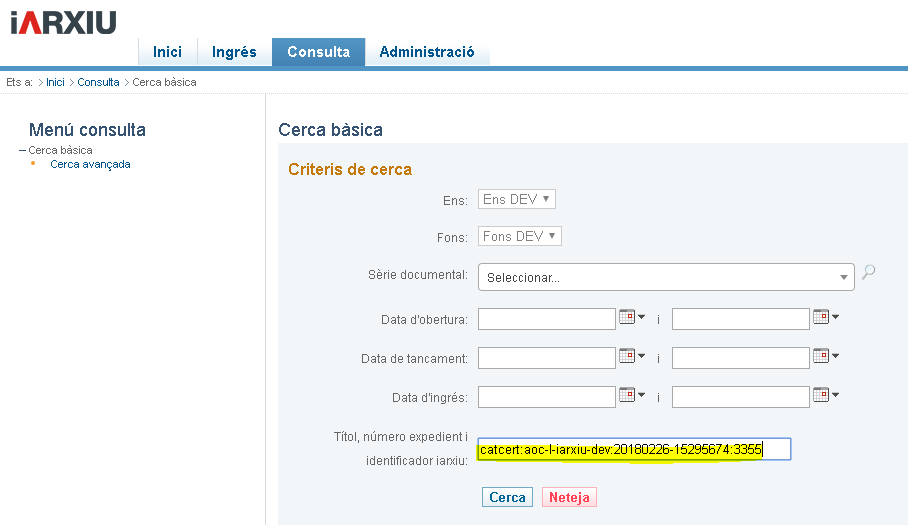 iARXIU
Inici Ingrés Consulta Administració
Ets a: > Inici > Consulta > Cerca bàsica
Menú consulta
Cerca bàsica
Cerca avançada
Cerca bàsica
Criteris de cerca
Ens: Ens DEV
Fons: Fons DEV
Sèrie documental: Seleccionar...
Data d'obertura: i
Data de tancament: i
Data d'ingrés: i
Títol, número expedient i
identificador iarxiu: catcert:aoc-l-iarxiu-dev:20180226-15295674:3355
Cerca Neteja